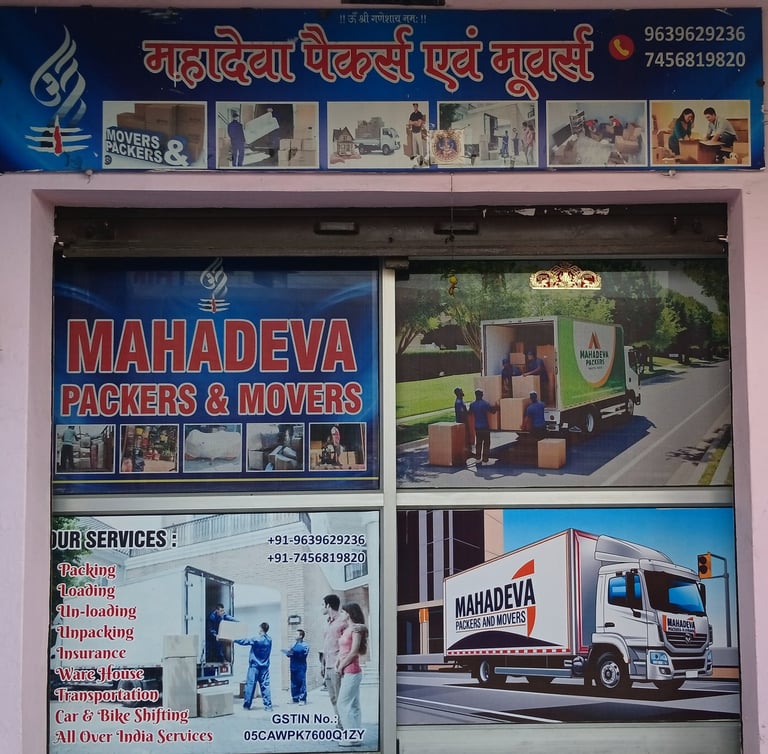 !! ॐ श्री गणेशाय नमः !!
महादेवा पैकर्स एवं मूवर्स
9639629236
7456819820
MOVERS &
PACKERS
MAHADEVA
PACKERS & MOVERS
MAHADEVA
PACKERS
OUR SERVICES :
+91-9639629236
+91-7456819820
Packing
Loading
Un-loading
Unpacking
Insurance
Ware House
Transportation
Car & Bike Shifting
All Over India Services
GSTIN No.:
05CAWPK7600Q1ZY
MAHADEVA
PACKERS AND MOVERS
MAHADEVA
PACKERS & MOVERS